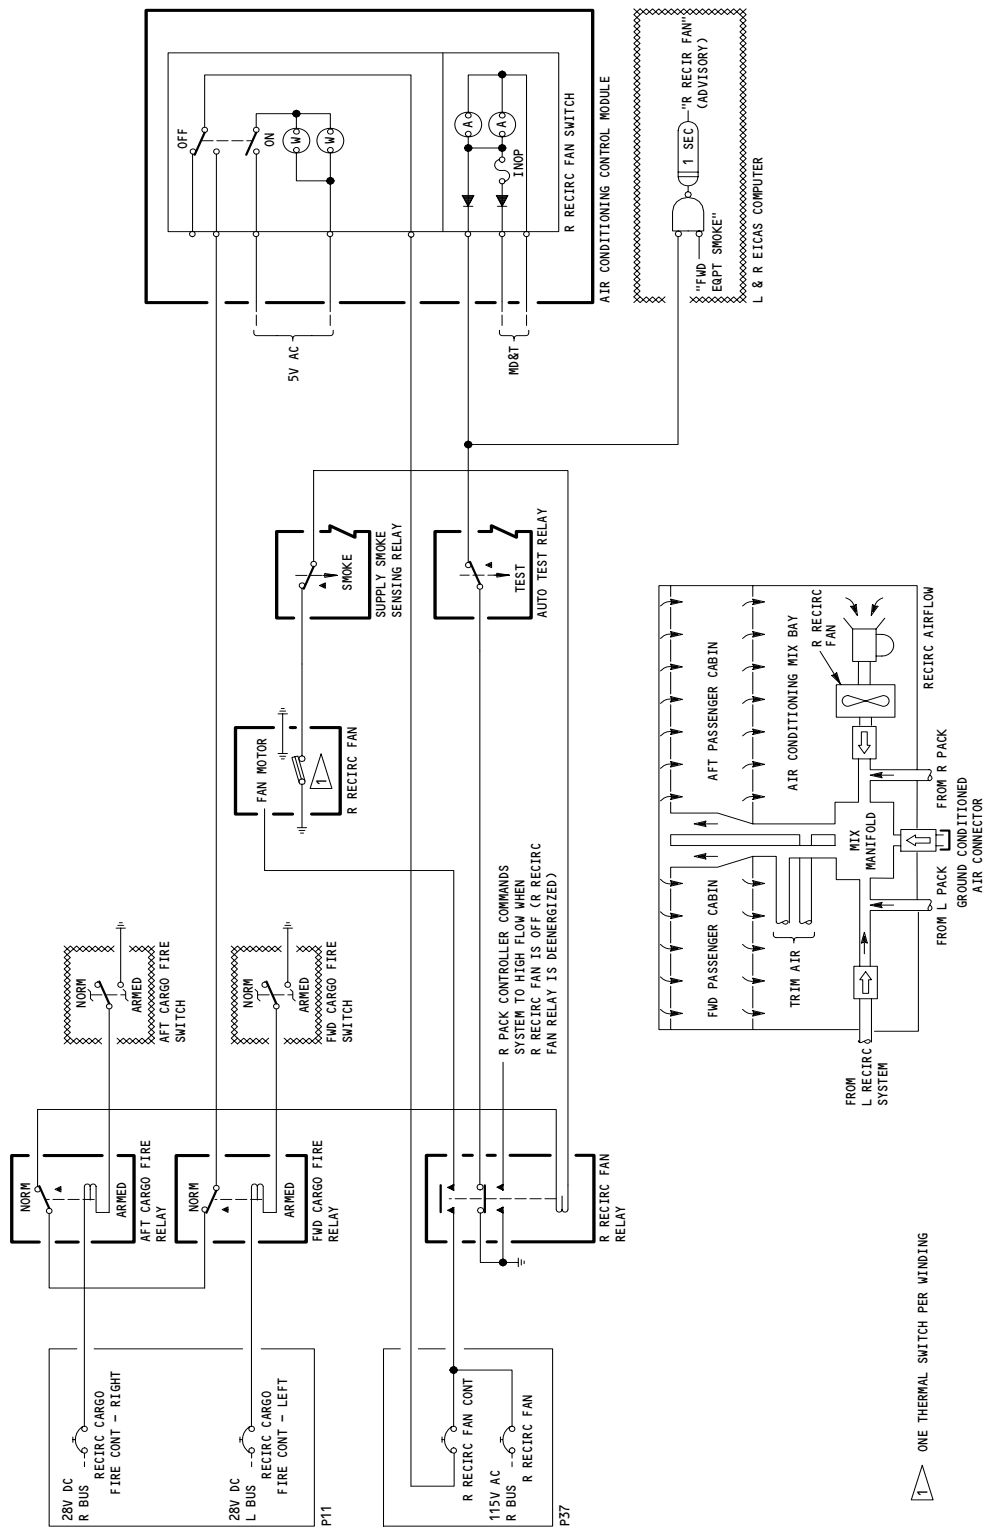 28V DC
R BUS
RECIRC CARGO
FIRE CONT - RIGHT
28V DC
L BUS
RECIRC CARGO
FIRE CONT - LEFT
P11
R RECIRC FAN CONT
115V AC
R BUS
R RECIRC FAN
P37
NORM
ARMED
AFT CARGO FIRE
RELAY
NORM
ARMED
FWD CARGO FIRE
RELAY
R RECIRC FAN
RELAY
NORM
ARMED
AFT CARGO FIRE
SWITCH
NORM
ARMED
FWD CARGO FIRE
SWITCH
R PACK CONTROLLER COMMANDS
SYSTEM TO HIGH FLOW WHEN
R RECIRC FAN IS OFF (R RECIRC
FAN RELAY IS DEENERGIZED)
FAN MOTOR
1
R RECIRC FAN
SMOKE
SUPPLY SMOKE
SENSING RELAY
TEST
AUTO TEST RELAY
5V AC
MD&T
OFF
ON
W
W
A
A
INOP
R RECIRC FAN SWITCH
AIR CONDITIONING CONTROL MODULE
"FWD
EQPT SMOKE"
1 SEC
"R RECIR FAN"
(ADVISORY)
L & R EICAS COMPUTER
FWD PASSENGER CABIN
AFT PASSENGER CABIN
TRIM AIR
AIR CONDITIONING MIX BAY
R RECIRC
FAN
MIX
MANIFOLD
FROM
L RECIRC
SYSTEM
FROM L PACK
FROM R PACK
GROUND CONDITIONED
AIR CONNECTOR
RECIRC AIRFLOW
1 ONE THERMAL SWITCH PER WINDING